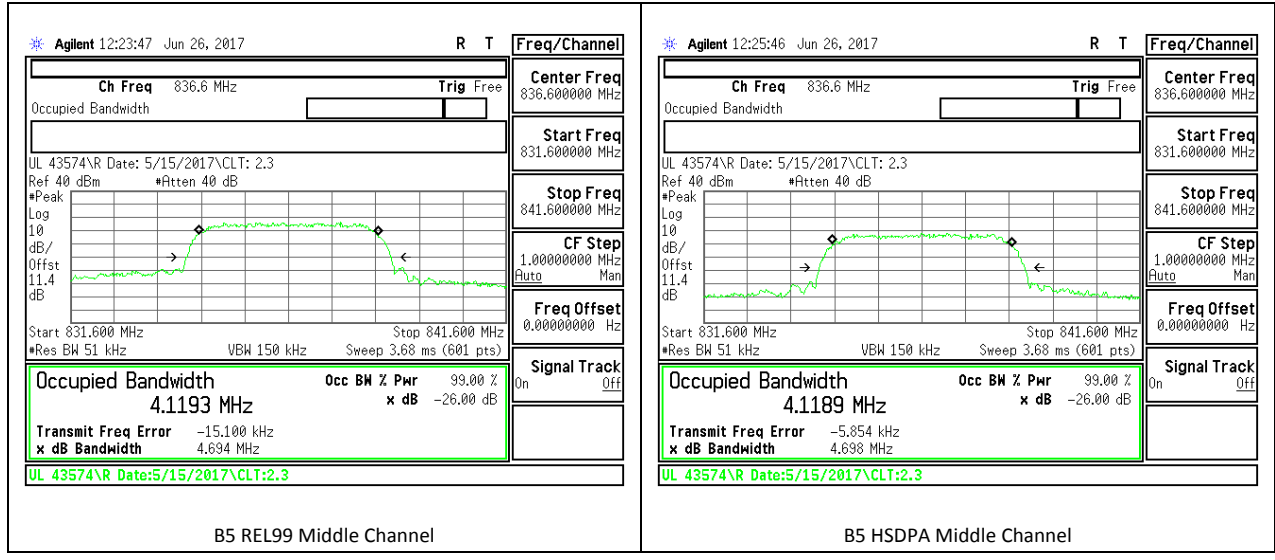 Agilent 12:23:47 Jun 26, 2017 R T
Freq/Channel
Ch Freq 836.6 MHz Trig Free
Occupied Bandwidth
Center Freq
836.600000 MHz
Start Freq
831.600000 MHz
UL 43574\R Date: 5/15/2017\CLT: 2.3
Ref 40 dBm #Atten 40 dB
#Peak
Log
10
dB/
Offst
11.4
dB
Stop Freq
841.600000 MHz
CF Step
1.00000000 MHz
Auto Man
Freq Offset
0.00000000 Hz
Start 831.600 MHz Stop 841.600 MHz
#Res BW 51 kHz VBW 150 kHz Sweep 3.68 ms (601 pts)
Signal Track
On Off
Occupied Bandwidth Occ BW % Pwr 99.00 %
4.1193 MHz x dB -26.00 dB
Transmit Freq Error -15.100 kHz
x dB Bandwidth 4.694 MHz
UL 43574\R Date:5/15/2017\CLT:2.3
B5 REL99 Middle Channel
Agilent 12:25:46 Jun 26, 2017 R T
Freq/Channel
Ch Freq 836.6 MHz Trig Free
Occupied Bandwidth
Center Freq
836.600000 MHz
Start Freq
831.600000 MHz
UL 43574\R Date: 5/15/2017\CLT: 2.3
Ref 40 dBm #Atten 40 dB
#Peak
Log
10
dB/
Offst
11.4
dB
Stop Freq
841.600000 MHz
CF Step
1.00000000 MHz
Auto Man
Freq Offset
0.00000000 Hz
Start 831.600 MHz Stop 841.600 MHz
#Res BW 51 kHz VBW 150 kHz Sweep 3.68 ms (601 pts)
Signal Track
On Off
Occupied Bandwidth Occ BW % Pwr 99.00 %
4.1189 MHz x dB -26.00 dB
Transmit Freq Error -5.854 kHz
x dB Bandwidth 4.698 MHz
UL 43574\R Date:5/15/2017\CLT:2.3
B5 HSDPA Middle Channel